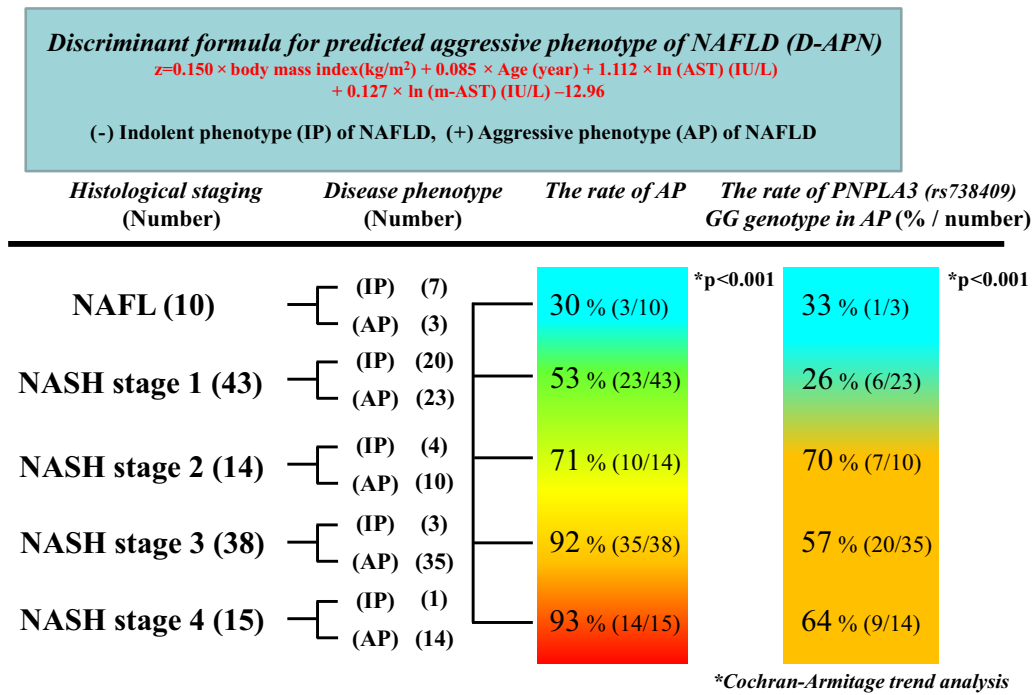 Discriminant formula for predicted aggressive phenotype of NAFLD (D-APN)
z=0.150 × body mass index(kg/m²) + 0.085 × Age (year) + 1.112 × ln (AST) (IU/L)
+ 0.127 × ln (m-AST) (IU/L) –12.96
(-) Indolent phenotype (IP) of NAFLD, (+) Aggressive phenotype (AP) of NAFLD
Histological staging Disease phenotype The rate of AP The rate of PNPLA3 (rs738409)
(Number) (Number) GG genotype in AP (% / number)
*p<0.001 *p<0.001
(IP) (7)
NAFL (10) 30 % (3/10) 33 % (1/3)
(AP) (3)
(IP) (20)
NASH stage 1 (43) 53 % (23/43) 26 % (6/23)
(AP) (23)
(IP) (4)
NASH stage 2 (14) 71 % (10/14) 70 % (7/10)
(AP) (10)
(IP) (3)
NASH stage 3 (38) 92 % (35/38) 57 % (20/35)
(AP) (35)
(IP) (1)
NASH stage 4 (15) 93 % (14/15) 64 % (9/14)
(AP) (14)
*Cochran-Armitage trend analysis